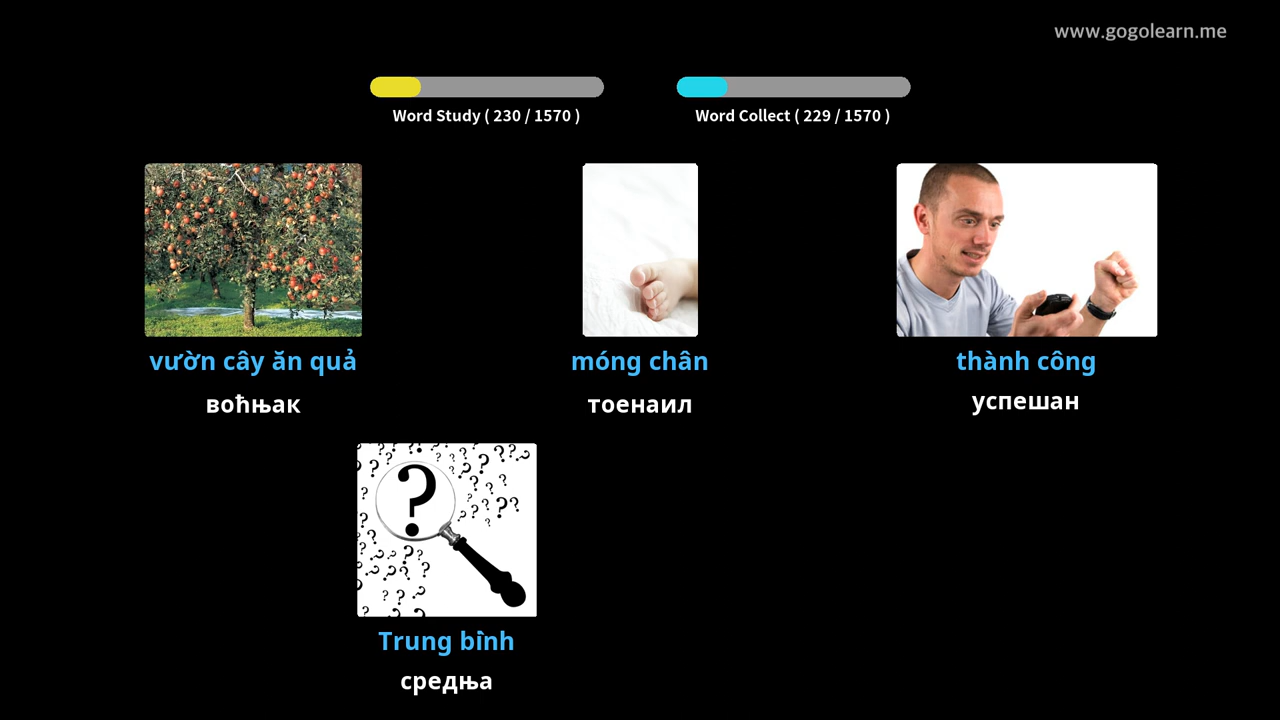 www.gogolearn.me
Word Study ( 230 / 1570 )
Word Collect ( 229 / 1570 )
vườn cây ăn quả
móng chân
thành công
воћњак
тоенаил
успешан
Trung bình
средња